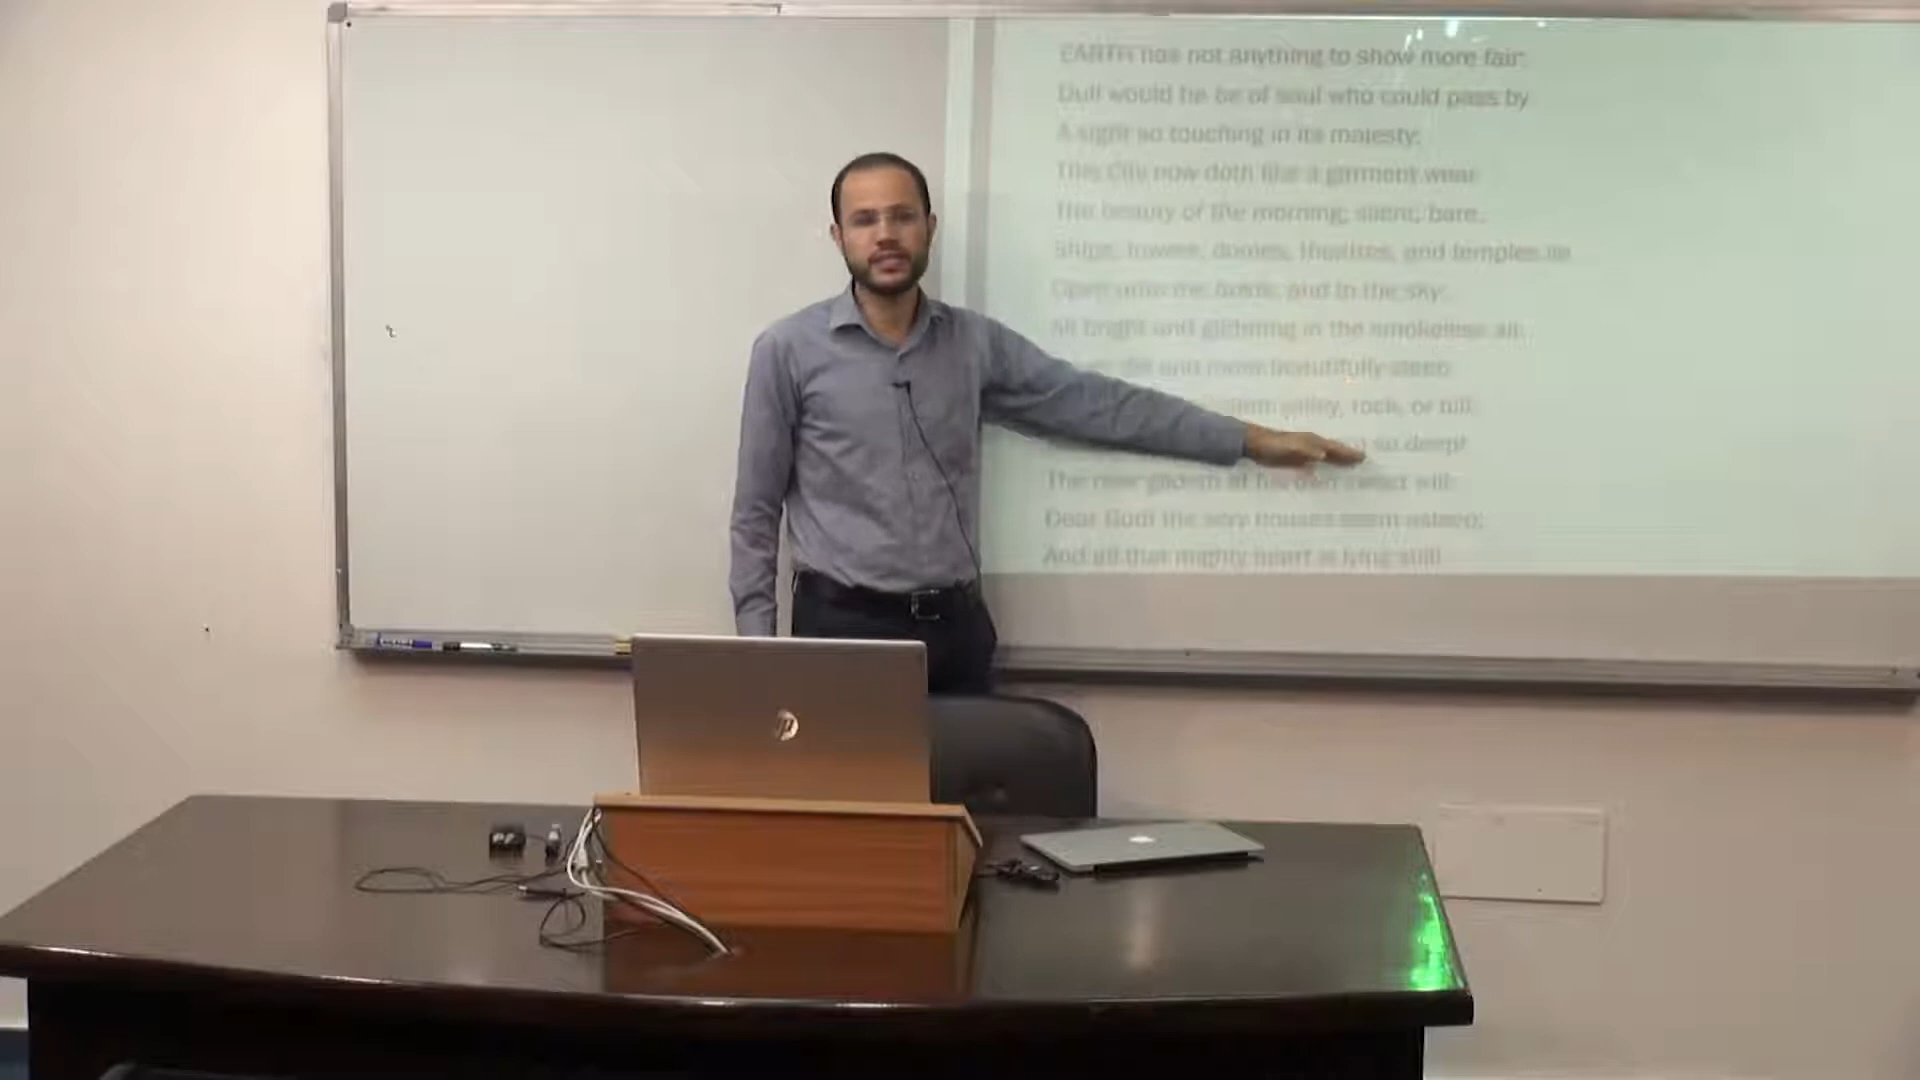 EARTH has not anything to show more fair:
Dull would he be of soul who could pass by
A sight so touching in its majesty:
This City now doth like a garment wear
The beauty of the morning; silent, bare,
Ships, towers, domes, theatres, and temples lie
Open unto the fields, and to the sky;
All bright and glittering in the smokeless air.
more beautifully steep
valley, rock, or hill;
so deep!
The river glideth at his own sweet will:
Dear God! the very houses seem asleep;
And all that mighty heart is lying still!
hp